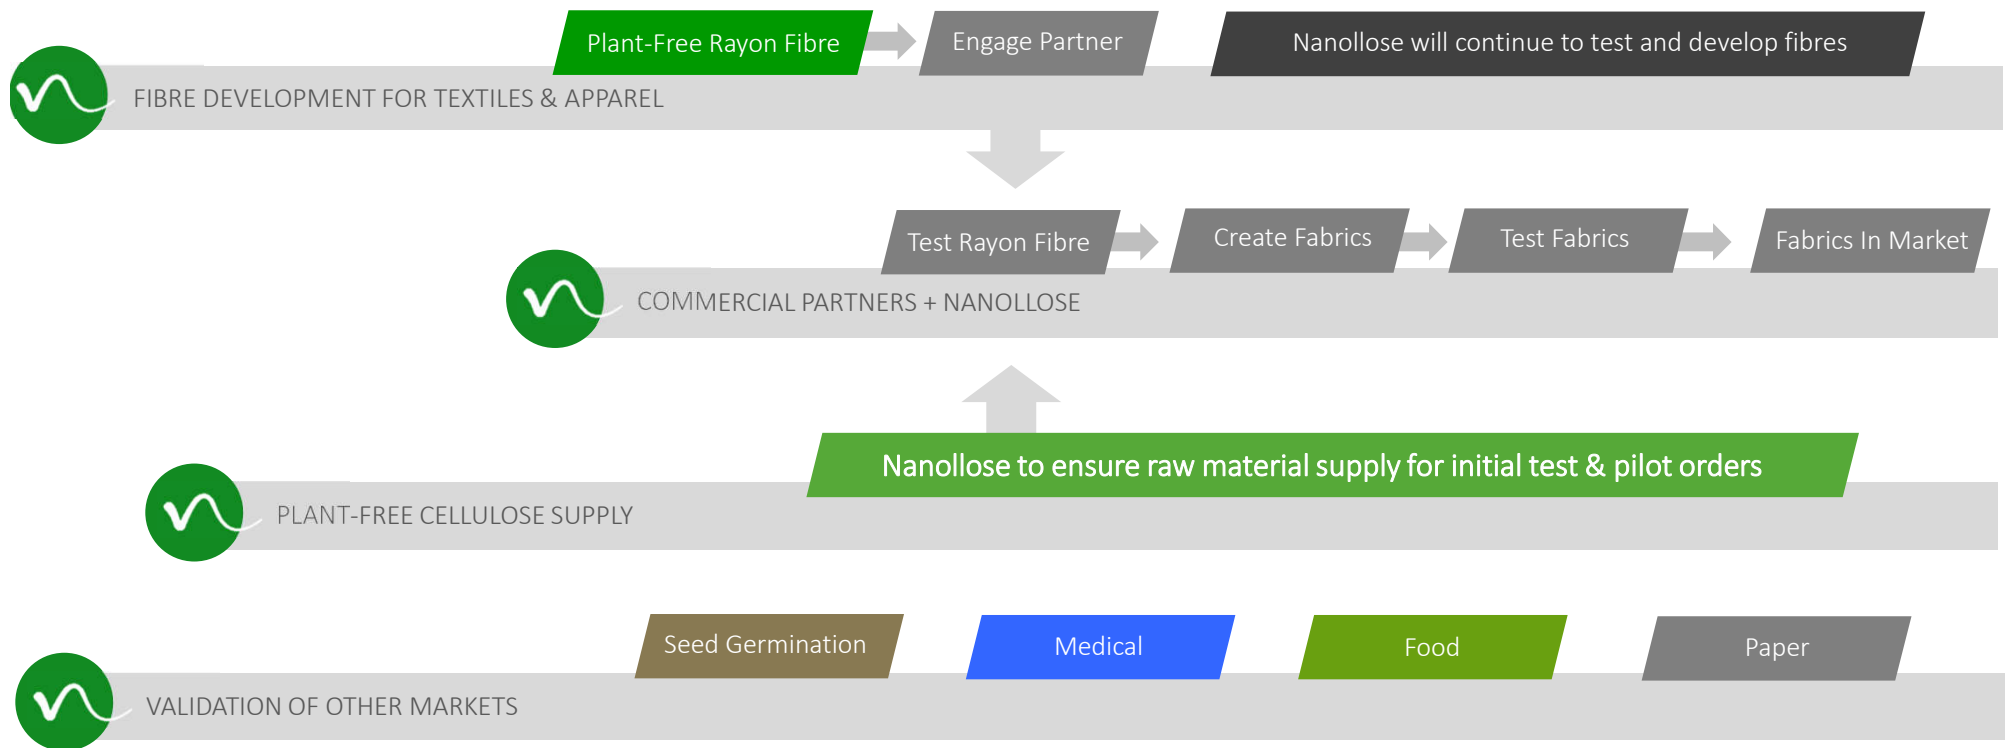 Plant-Free Rayon Fibre
Engage Partner
Nanollose will continue to test and develop fibres
FIBRE DEVELOPMENT FOR TEXTILES & APPAREL
Test Rayon Fibre
Create Fabrics
Test Fabrics
Fabrics In Market
COMMERCIAL PARTNERS + NANOLLOSE
Nanollose to ensure raw material supply for initial test & pilot orders
PLANT-FREE CELLULOSE SUPPLY
Seed Germination
Medical
Food
Paper
VALIDATION OF OTHER MARKETS